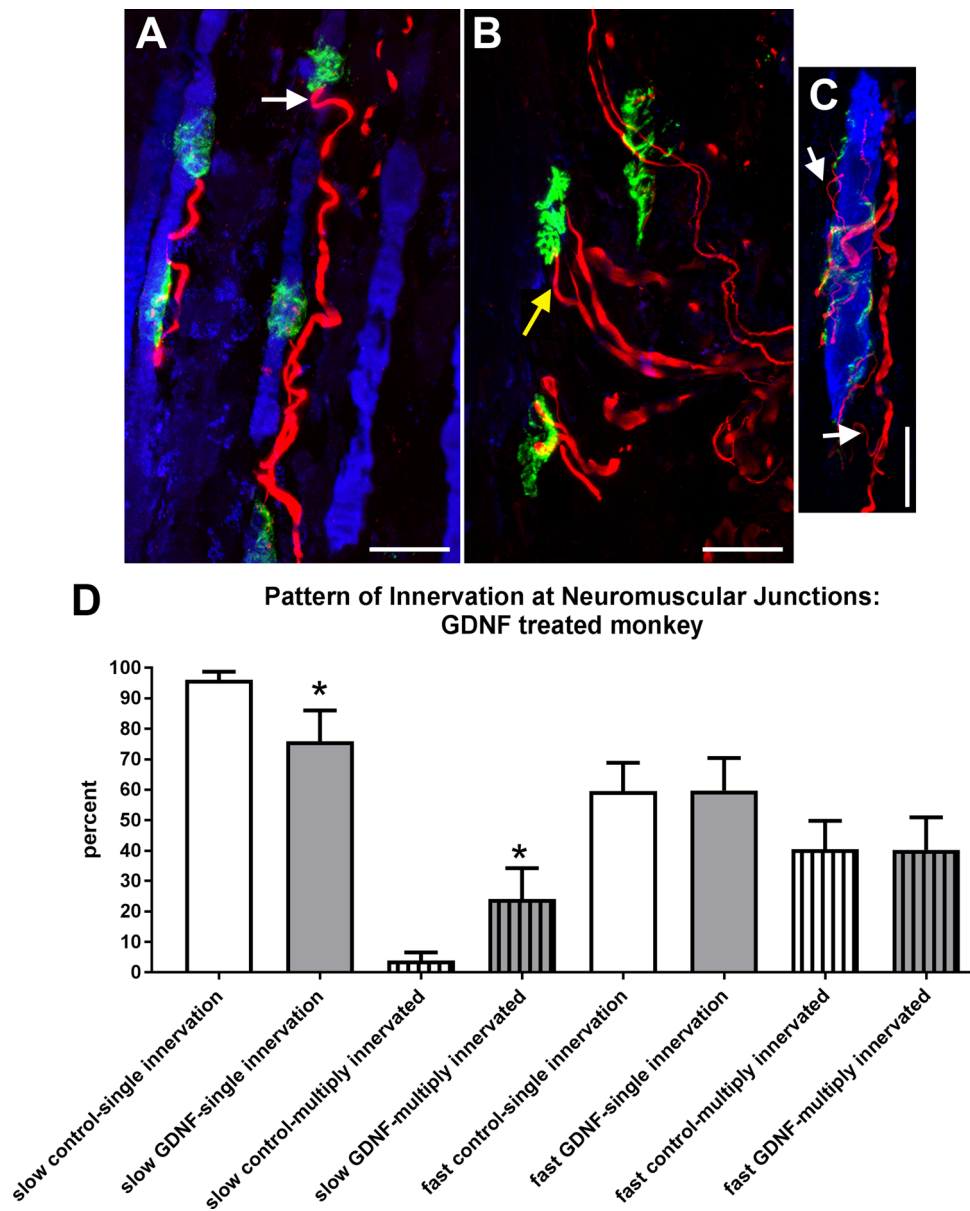 A
B
C
D
Pattern of Innervation at Neuromuscular Junctions:
GDNF treated monkey
percent
100
90
80
70
60
50
40
30
20
10
0
*
*
slow control-single innervation
slow GDNF-single innervation
slow control-multiply innervated
slow GDNF-multiply innervated
fast control-single innervation
fast GDNF-single innervation
fast control-multiply innervated
fast GDNF-multiply innervated